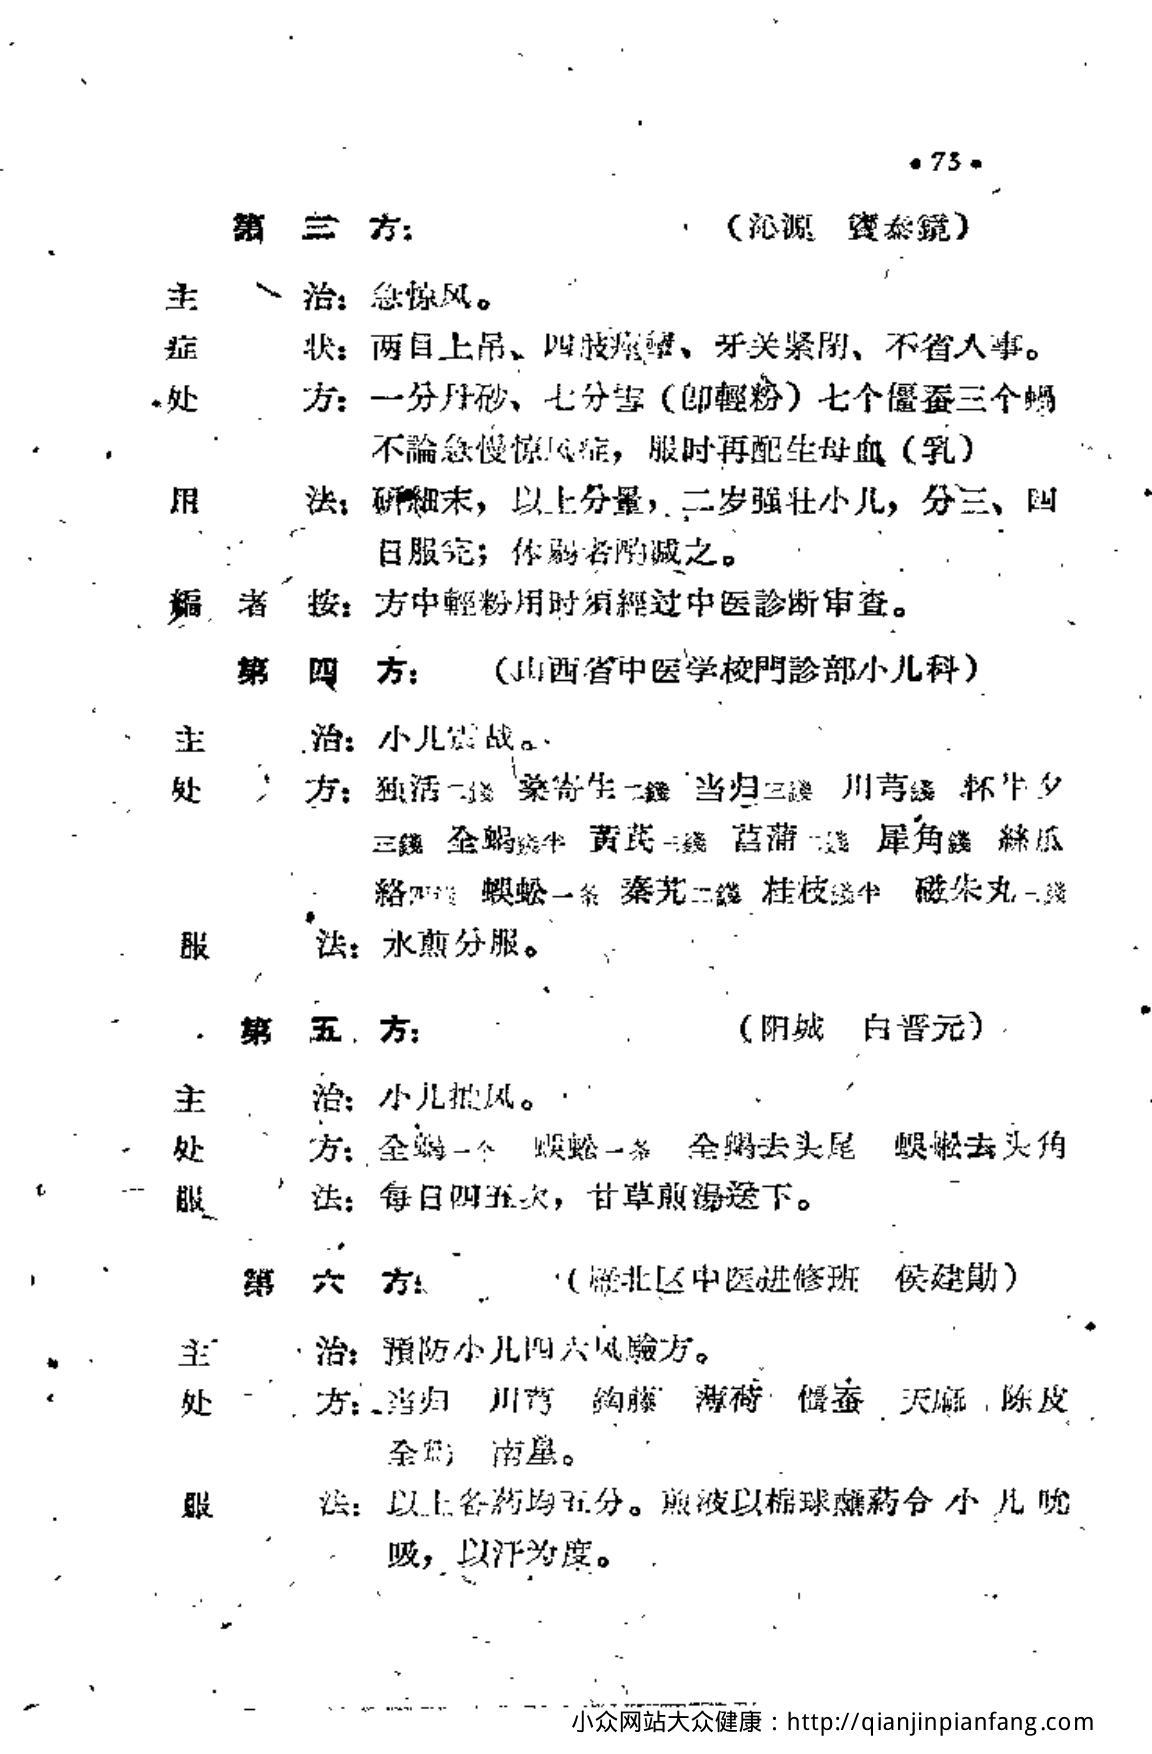 • 73 •
第三方： （沁源 竇泰鏡）
主治：急惊风。
症状：两目上吊、四肢痙攣、牙关紧閉、不省人事。
处方：一分丹砂、七分雪（即輕粉）七个僵蚕三个蝎
不論急慢惊风症，服时再配生母血（乳）
用法：研細末，以上分量，二岁强壮小儿，分三、四
日服完；体弱者酌减之。
編者按：方中輕粉用时須經过中医診断审查。
第四方： （山西省中医学校門診部小儿科）
主治：小儿震战。
处方：独活二錢 桑寄生二錢 当归三錢 川芎錢 怀牛夕
三錢 全蝎錢半 黃芪三錢 菖蒲二錢 犀角錢 絲瓜
絡四錢 蜈蚣一条 秦艽二錢 桂枝錢半 磁朱丸二錢
服法：水煎分服。
第五方： （阳城 白晋元）
主治：小儿抽风。
处方：全蝎一个 蜈蚣一条 全蝎去头尾 蜈蚣去头角
服法：每日四五次，甘草煎湯送下。
第六方： （雁北区中医进修班 侯建勛）
主治：預防小儿四六风驗方。
处方：当归 川芎 鉤藤 薄荷 僵蚕 天麻 陈皮
全蝎 南星。
服法：以上各药均五分。煎液以棉球蘸药令小儿吮
吸，以汗为度。
小众网站大众健康：http://qianjinpianfang.com